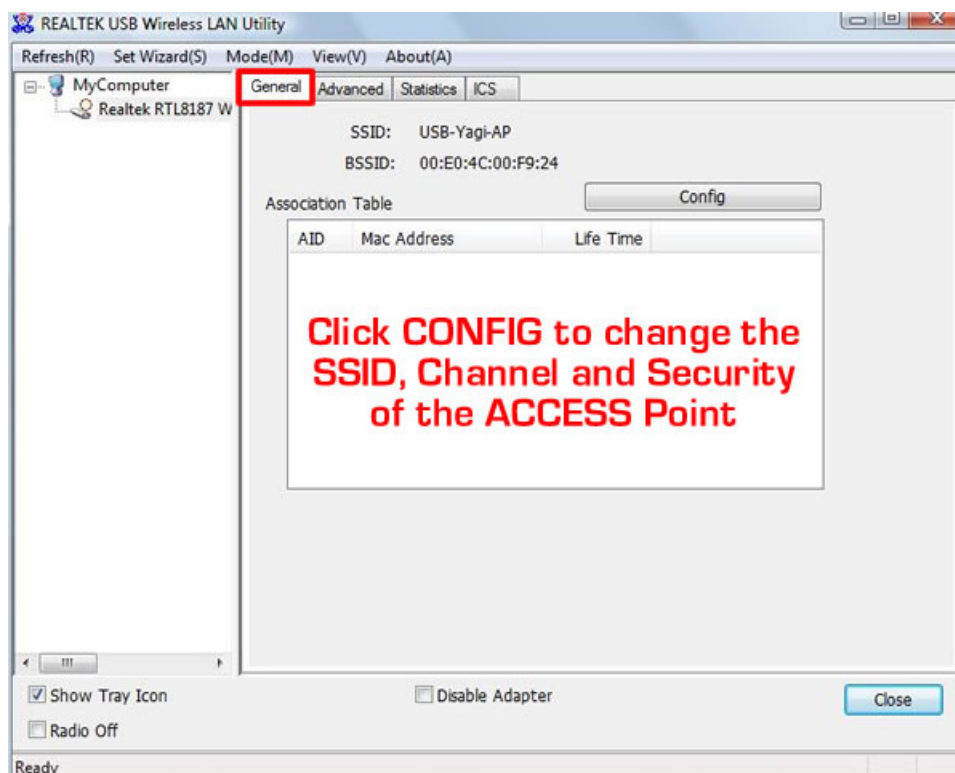 REALTEK USB Wireless LAN Utility
Refresh(R) Set Wizard(S) Mode(M) View(V) About(A)
MyComputer
Realtek RTL8187 W
General Advanced Statistics ICS
SSID: USB-Yagi-AP
BSSID: 00:E0:4C:00:F9:24
Config
Association Table
AID Mac Address Life Time
Click CONFIG to change the
SSID, Channel and Security
of the ACCESS Point
Show Tray Icon
Disable Adapter
Close
Radio Off
Ready